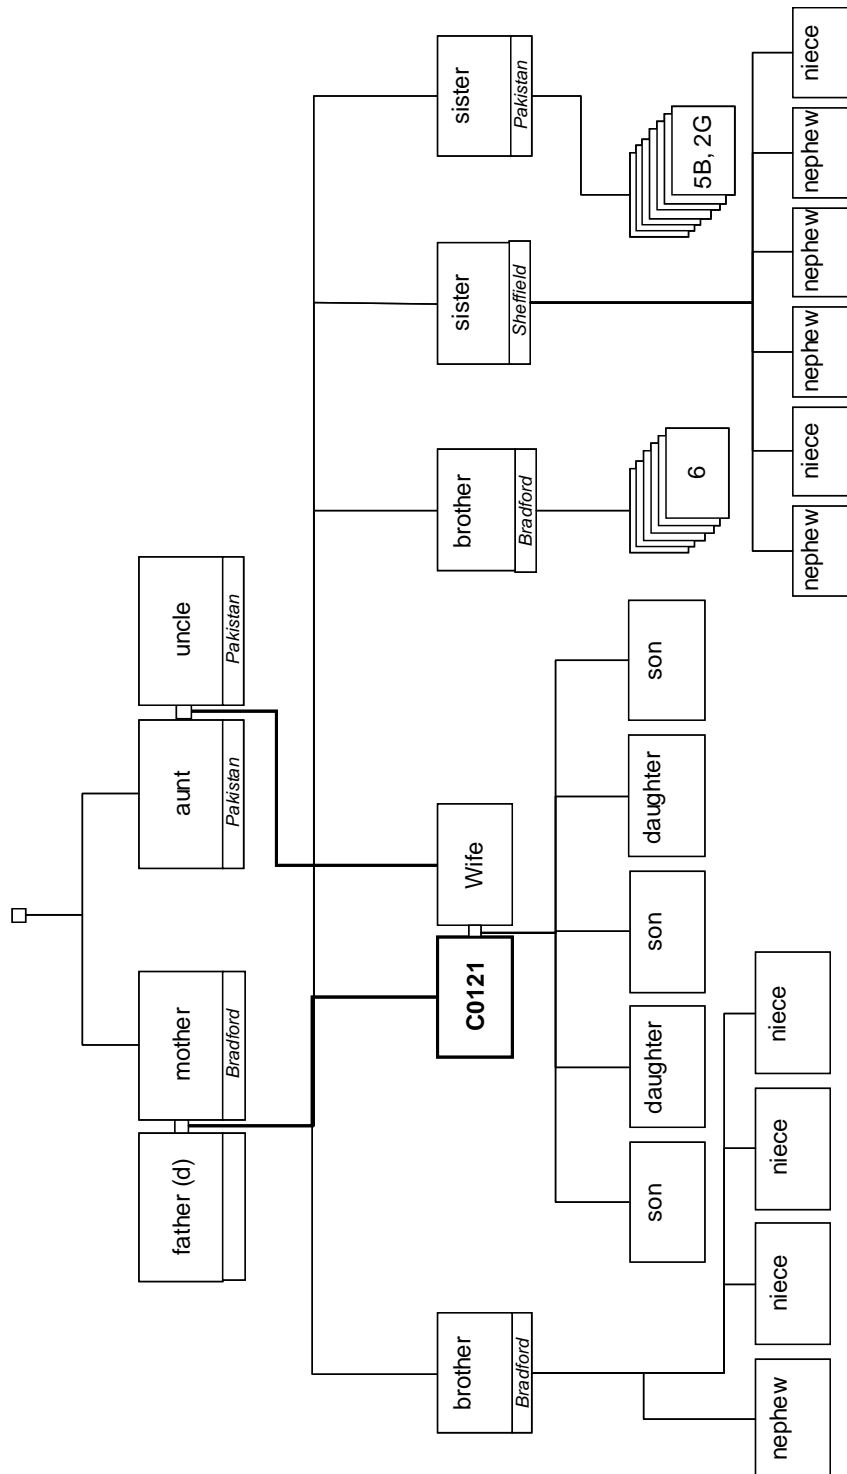 father (d)
mother
Bradford
aunt
Pakistan
uncle
Pakistan
brother
Bradford
C0121
Wife
brother
Bradford
sister
Sheffield
sister
Pakistan
son
daughter
son
daughter
son
6
5B, 2G
nephew
niece
niece
niece
nephew
niece
nephew
nephew
nephew
niece